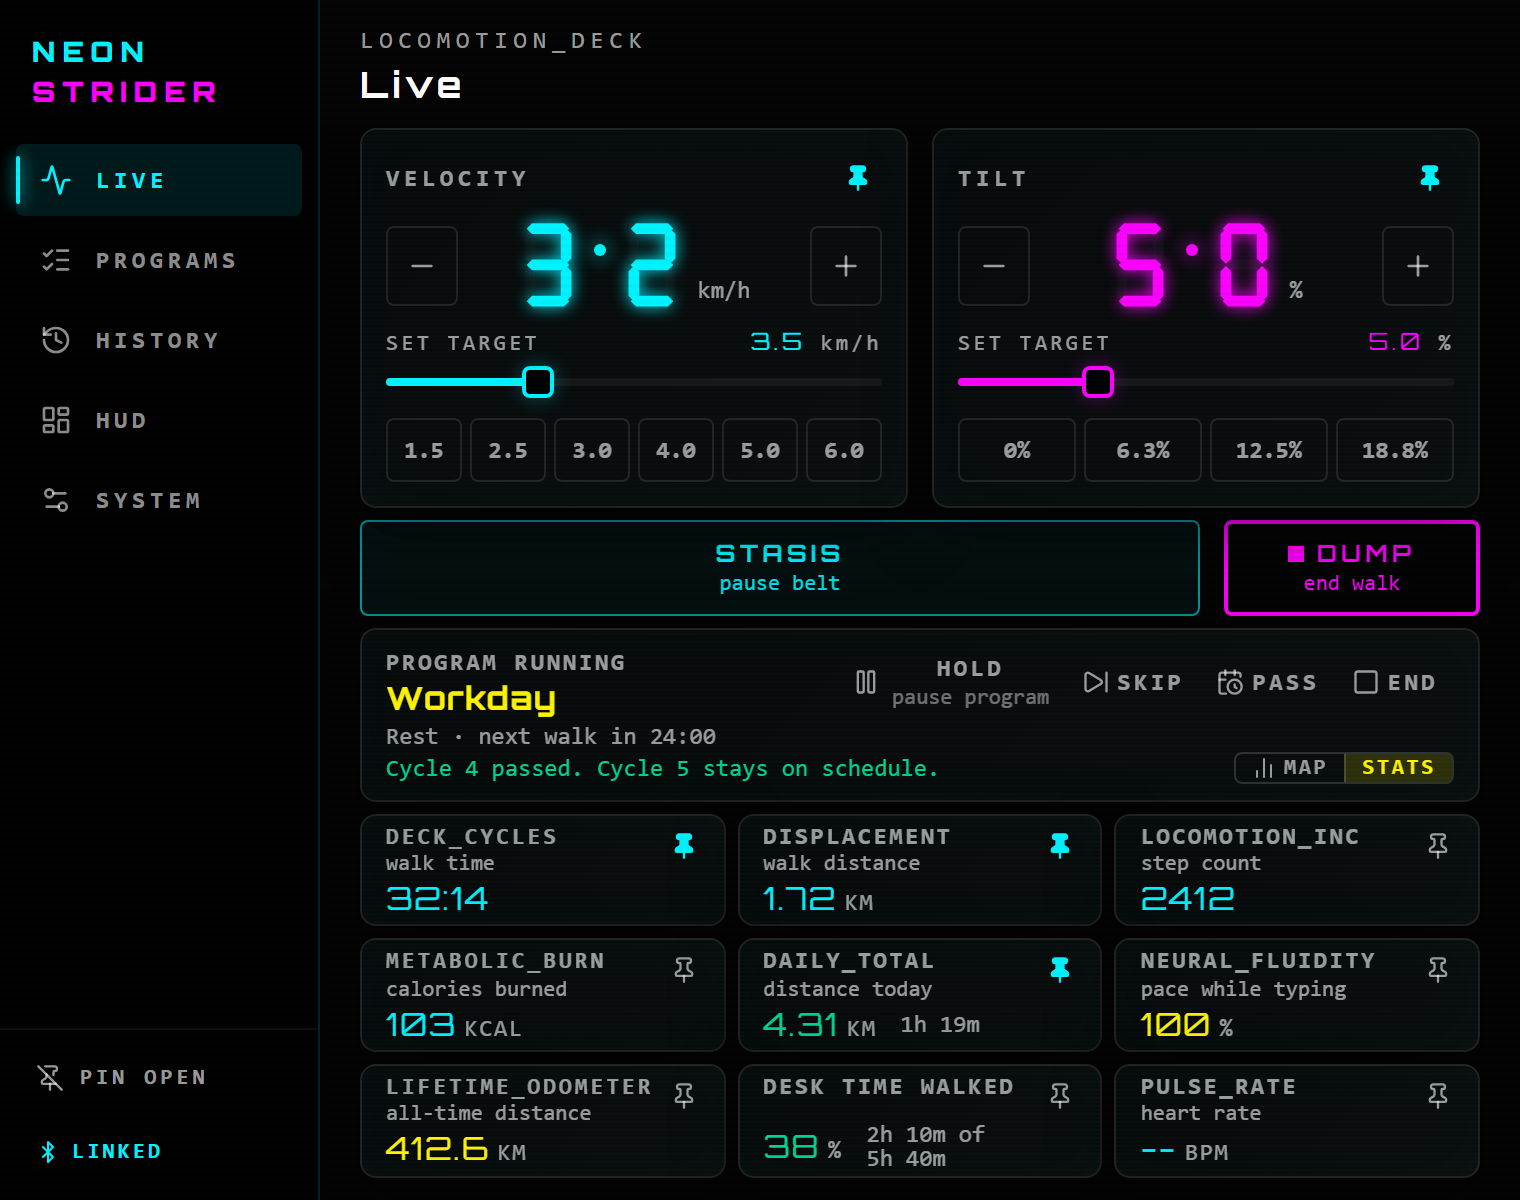 NEON
STRIDER
LIVE
PROGRAMS
HISTORY
HUD
SYSTEM
PIN OPEN
LINKED
LOCOMOTION_DECK
Live
VELOCITY
3.2 km/h
SET TARGET 3.5 km/h
1.5 2.5 3.0 4.0 5.0 6.0
TILT
5.0 %
SET TARGET 5.0 %
0% 6.3% 12.5% 18.8%
STASIS
pause belt
DUMP
end walk
PROGRAM RUNNING
Workday
Rest · next walk in 24:00
Cycle 4 passed. Cycle 5 stays on schedule.
HOLD
pause program
SKIP
PASS
END
MAP STATS
DECK_CYCLES
walk time
32:14
DISPLACEMENT
walk distance
1.72 KM
LOCOMOTION_INC
step count
2412
METABOLIC_BURN
calories burned
103 KCAL
DAILY_TOTAL
distance today
4.31 KM 1h 19m
NEURAL_FLUIDITY
pace while typing
100 %
LIFETIME_ODOMETER
all-time distance
412.6 KM
DESK TIME WALKED
38 % 2h 10m of
5h 40m
PULSE_RATE
heart rate
-- BPM